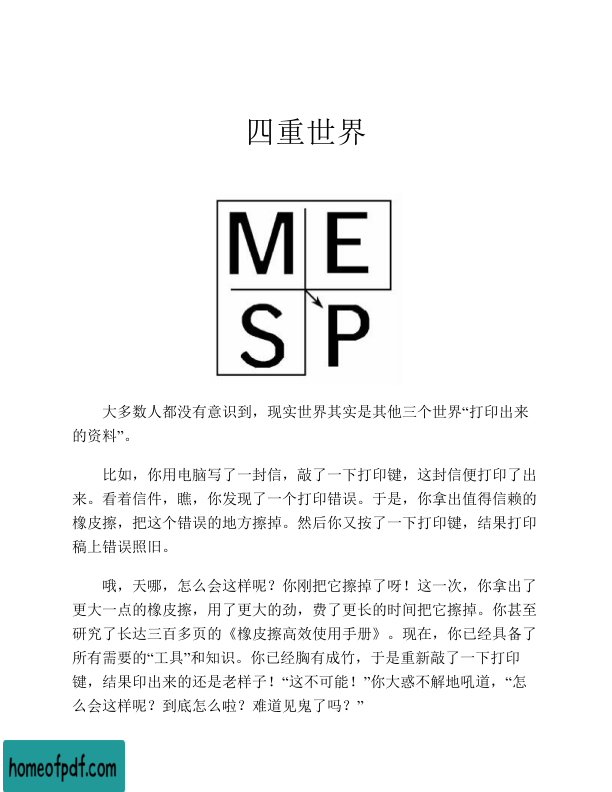 四重世界
M E
S P
大多数人都没有意识到，现实世界其实是其他三个世界“打印出来
的资料”。
比如，你用电脑写了一封信，敲了一下打印键，这封信便打印了出
来。看着信件，瞧，你发现了一个打印错误。于是，你拿出值得信赖的
橡皮擦，把这个错误的地方擦掉。然后你又按了一下打印键，结果打印
稿上错误照旧。
哦，天哪，怎么会这样呢？你刚把它擦掉了呀！这一次，你拿出了
更大一点的橡皮擦，用了更大的劲，费了更长的时间把它擦掉。你甚至
研究了长达三百多页的《橡皮擦高效使用手册》。现在，你已经具备了
所有需要的“工具”和知识。你已经胸有成竹，于是重新敲了一下打印
键，结果印出来的还是老样子！“这不可能！”你大惑不解地吼道，“怎
么会这样呢？到底怎么啦？难道见鬼了吗？”
homeofpdf.com